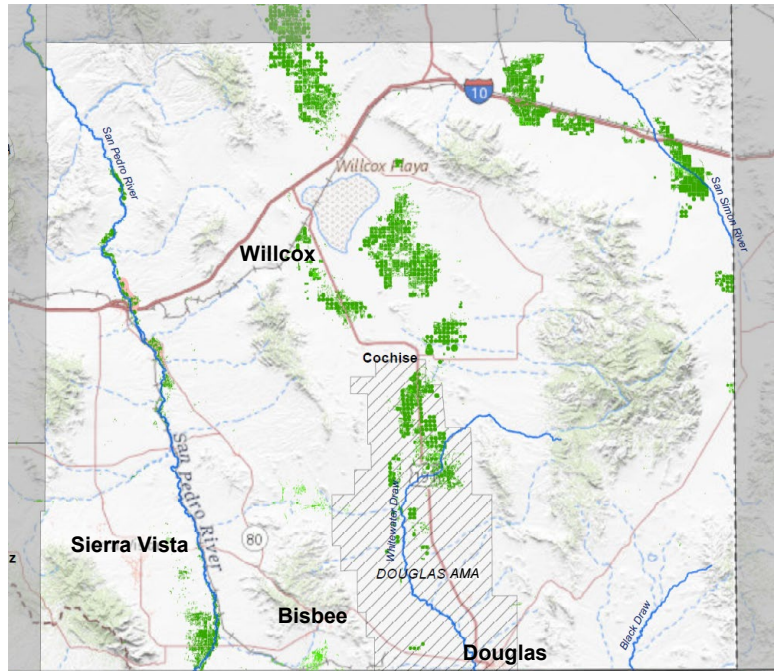 10
San Pedro River
Willcox Playa
San Simon River
Willcox
Cochise
San Pedro River
Whitewater Draw
80
Sierra Vista
z
DOUGLAS AMA
Bisbee
Black Draw
Douglas